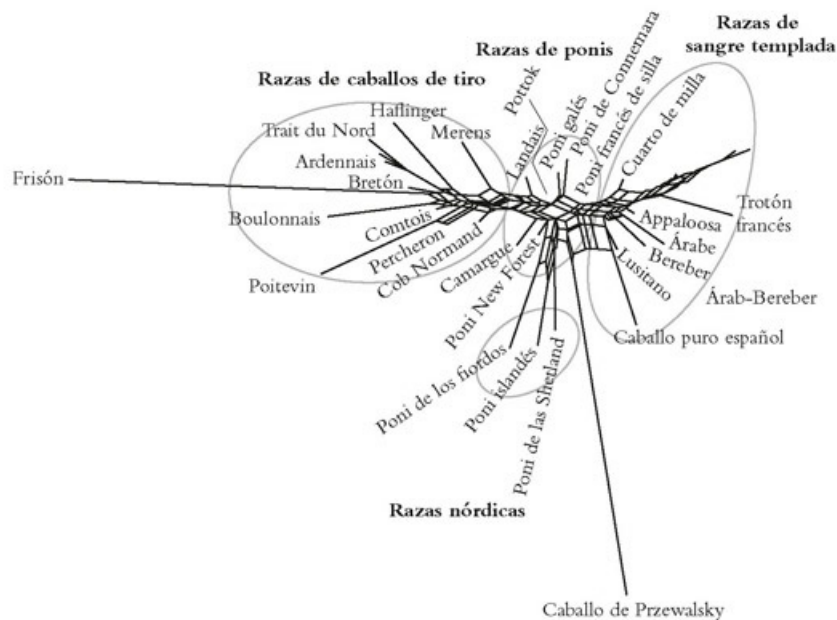 Razas de
sangre templada
Razas de ponis
Razas de caballos de tiro
Pottok
Poni de Connemara
Poni francés de silla
Haflinger
Trait du Nord
Merens
Landais
Poni galés
Cuarto de milla
Ardennais
Frisón
Bretón
Boulonnais
Comtois
Percheron
Cob Normand
Poitevin
Camargue
Poni New Forest
Trotón
francés
Appaloosa
Árabe
Bereber
Lusitano
Árab-Bereber
Caballo puro español
Poni de los fiordos
Poni islandés
Poni de las Shetland
Razas nórdicas
Caballo de Przewalsky